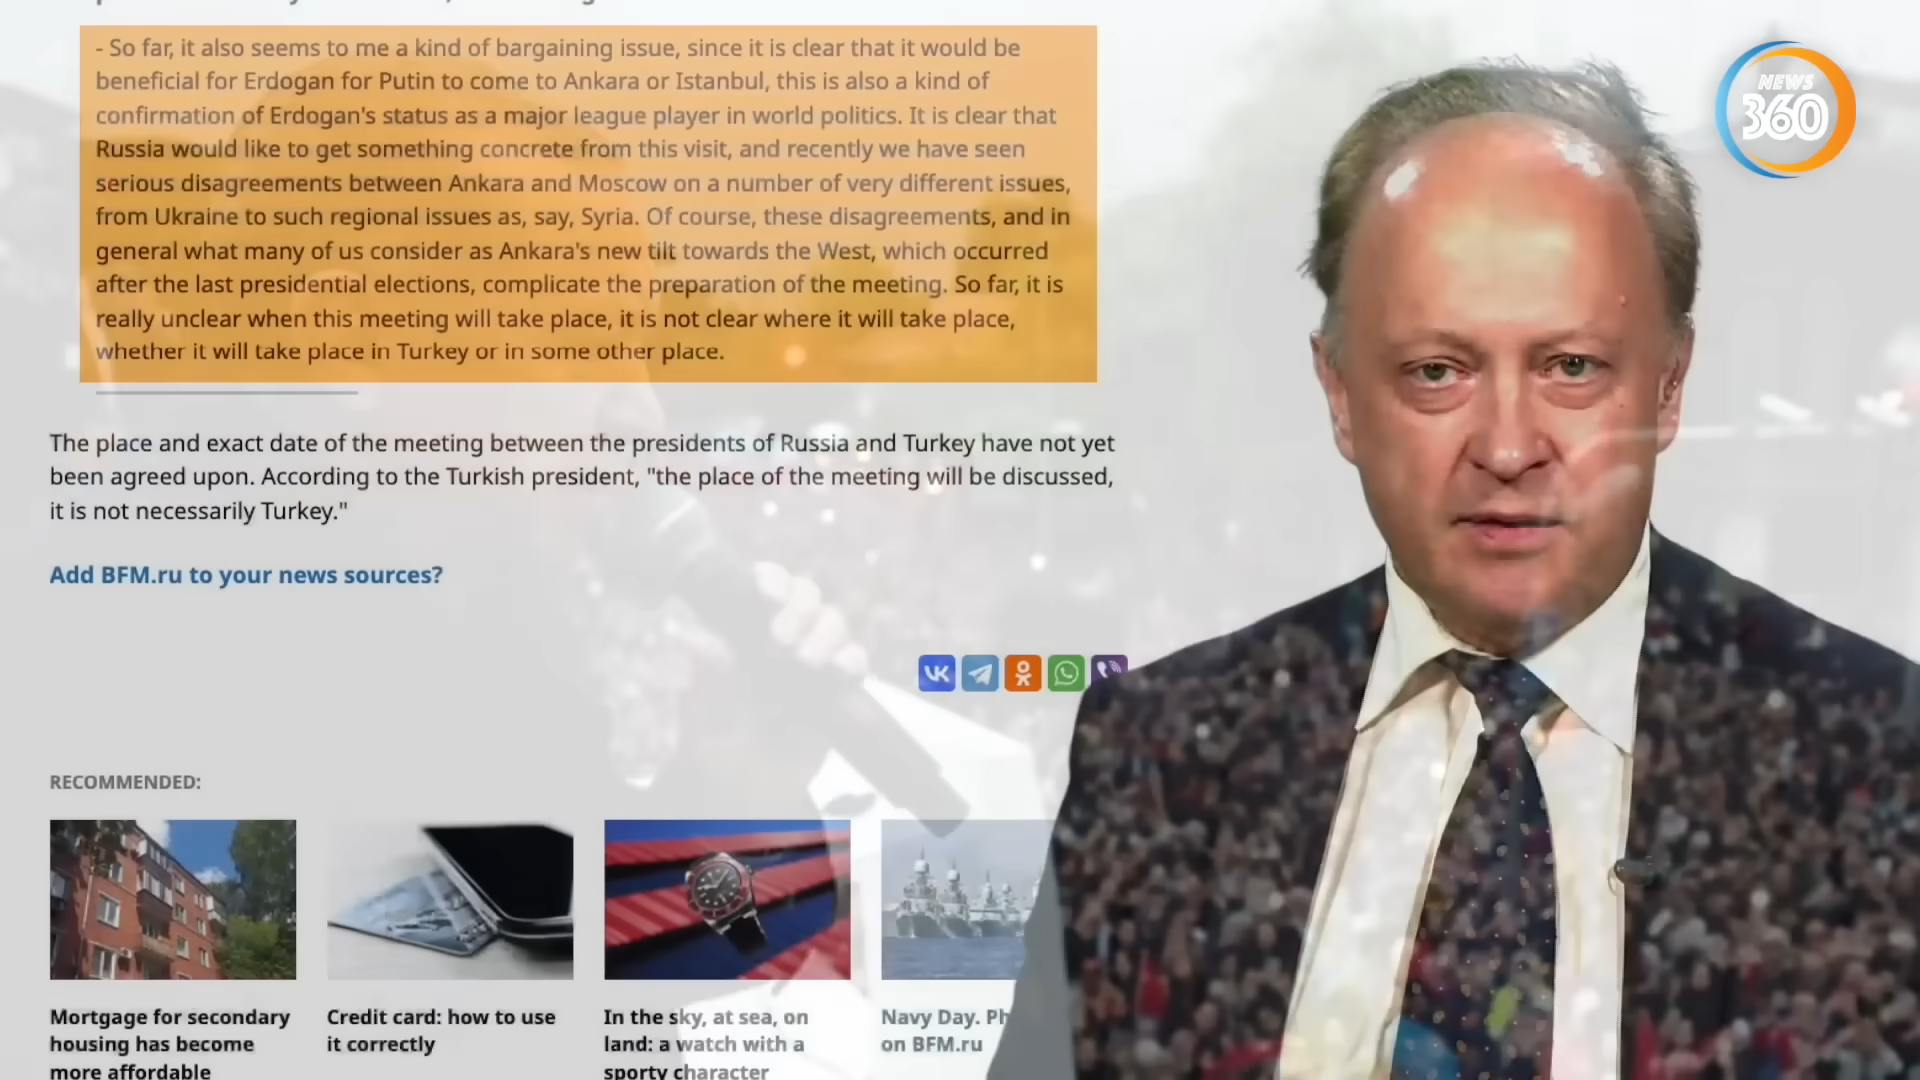 - So far, it also seems to me a kind of bargaining issue, since it is clear that it would be
beneficial for Erdogan for Putin to come to Ankara or Istanbul, this is also a kind of
confirmation of Erdogan's status as a major league player in world politics. It is clear that
Russia would like to get something concrete from this visit, and recently we have seen
serious disagreements between Ankara and Moscow on a number of very different issues,
from Ukraine to such regional issues as, say, Syria. Of course, these disagreements, and in
general what many of us consider as Ankara's new tilt towards the West, which occurred
after the last presidential elections, complicate the preparation of the meeting. So far, it is
really unclear when this meeting will take place, it is not clear where it will take place,
whether it will take place in Turkey or in some other place.
NEWS
360
The place and exact date of the meeting between the presidents of Russia and Turkey have not yet
been agreed upon. According to the Turkish president, "the place of the meeting will be discussed,
it is not necessarily Turkey."
Add BFM.ru to your news sources?
RECOMMENDED:
Mortgage for secondary
housing has become
more affordable
Credit card: how to use
it correctly
In the sky, at sea, on
land: a watch with a
sporty character
Navy Day.
on BFM.ru